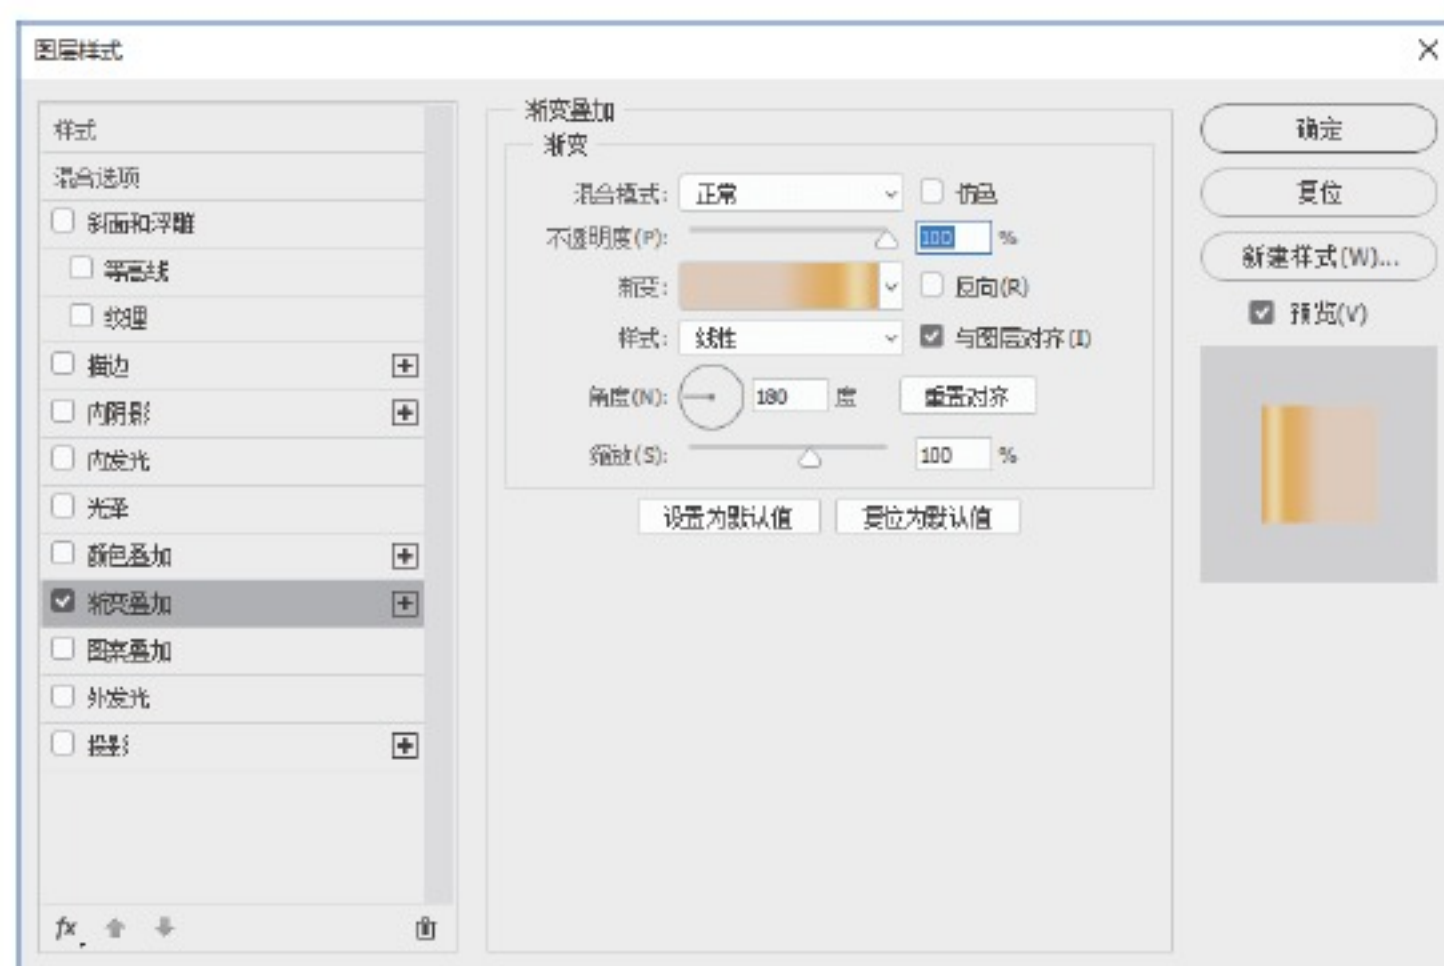 图层样式
样式
混合选项
斜面和浮雕
等高线
纹理
描边
内阴影
内发光
光泽
颜色叠加
渐变叠加
图案叠加
外发光
投影
fx
渐变叠加
渐变
混合模式: 正常 仿色
不透明度(P): 100 %
渐变: 反向(R)
样式: 线性 与图层对齐(I)
角度(N): 180 度 重置对齐
缩放(S): 100 %
设置为默认值 复位为默认值
确定
复位
新建样式(W)...
预览(V)